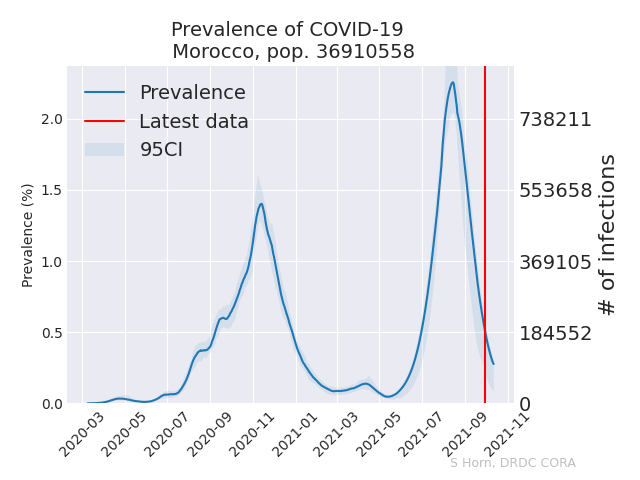 Prevalence of COVID-19
Morocco, pop. 36910558
Prevalence
Latest data
95CI
Prevalence (%)
2.0
1.5
1.0
0.5
0.0
738211
553658
369105
184552
0
# of infections
2020-03
2020-05
2020-07
2020-09
2020-11
2021-01
2021-03
2021-05
2021-07
2021-09
2021-11
S Horn, DRDC CORA